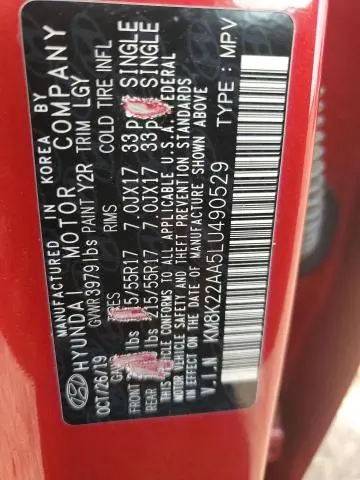 MANUFACTURED IN KOREA BY
HYUNDAI MOTOR COMPANY
OCT/26/19 GVWR 3979 lbs PAINT Y2R TRIM LGY
RIMS COLD TIRE INFL
FRONT lbs 15/55R17 7.0JX17 33 SINGLE
REAR lbs 15/55R17 7.0JX17 33 SINGLE
THIS VEHICLE CONFORMS TO ALL APPLICABLE U.S.A. FEDERAL
MOTOR VEHICLE SAFETY AND THEFT PREVENTION STANDARDS
IN EFFECT ON THE DATE OF MANUFACTURE SHOWN ABOVE
V.I.N KM8K22AA5LU490529 TYPE : MPV